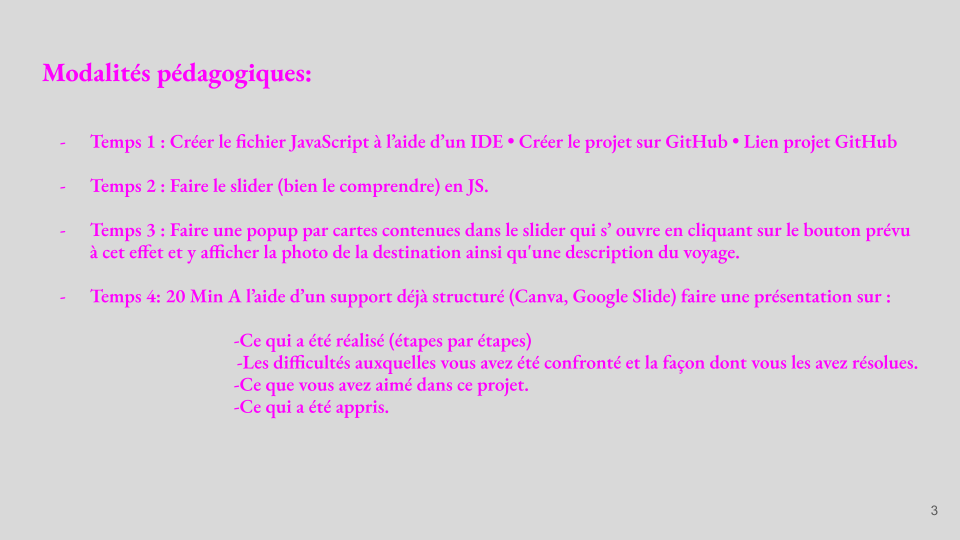 Modalités pédagogiques:
- Temps 1 : Créer le fichier JavaScript à l’aide d’un IDE • Créer le projet sur GitHub • Lien projet GitHub
- Temps 2 : Faire le slider (bien le comprendre) en JS.
- Temps 3 : Faire une popup par cartes contenues dans le slider qui s’ ouvre en cliquant sur le bouton prévu
à cet effet et y afficher la photo de la destination ainsi qu'une description du voyage.
- Temps 4: 20 Min A l’aide d’un support déjà structuré (Canva, Google Slide) faire une présentation sur :
-Ce qui a été réalisé (étapes par étapes)
-Les difficultés auxquelles vous avez été confronté et la façon dont vous les avez résolues.
-Ce que vous avez aimé dans ce projet.
-Ce qui a été appris.
3